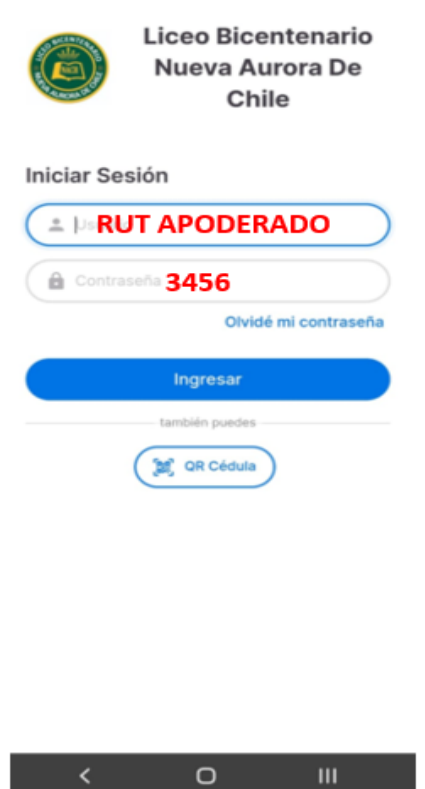 Liceo Bicentenario
Nueva Aurora De
Chile
Iniciar Sesión
RUT APODERADO
Contraseña 3456
Olvidé mi contraseña
Ingresar
también puedes
QR Cédula